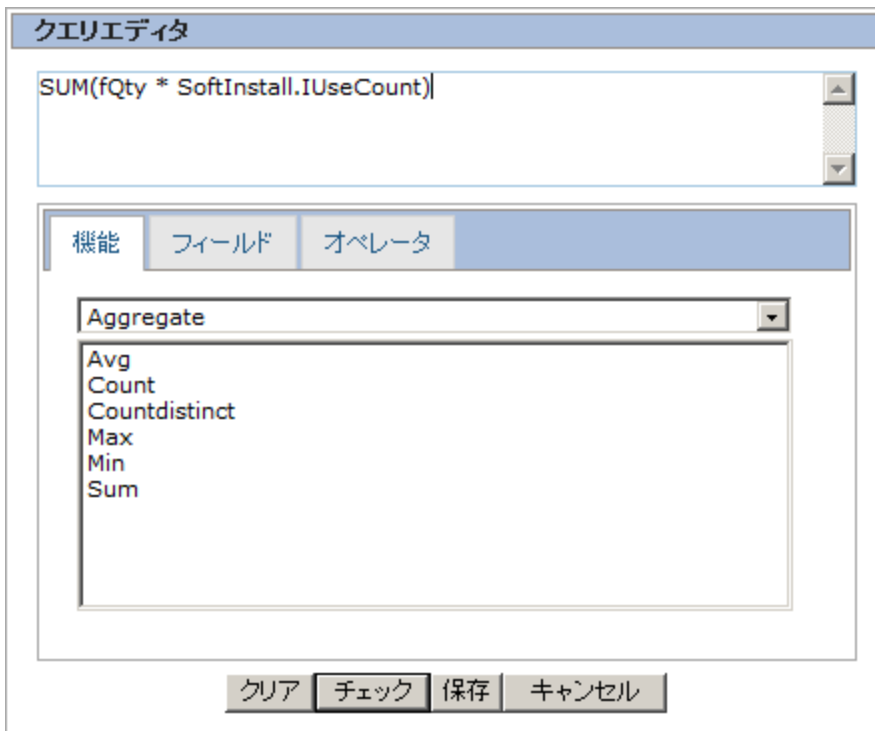 クエリエディタ
SUM(fQty * SoftInstall.IUseCount)
機能 フィールド オペレータ
Aggregate
Avg
Count
Countdistinct
Max
Min
Sum
クリア チェック 保存 キャンセル